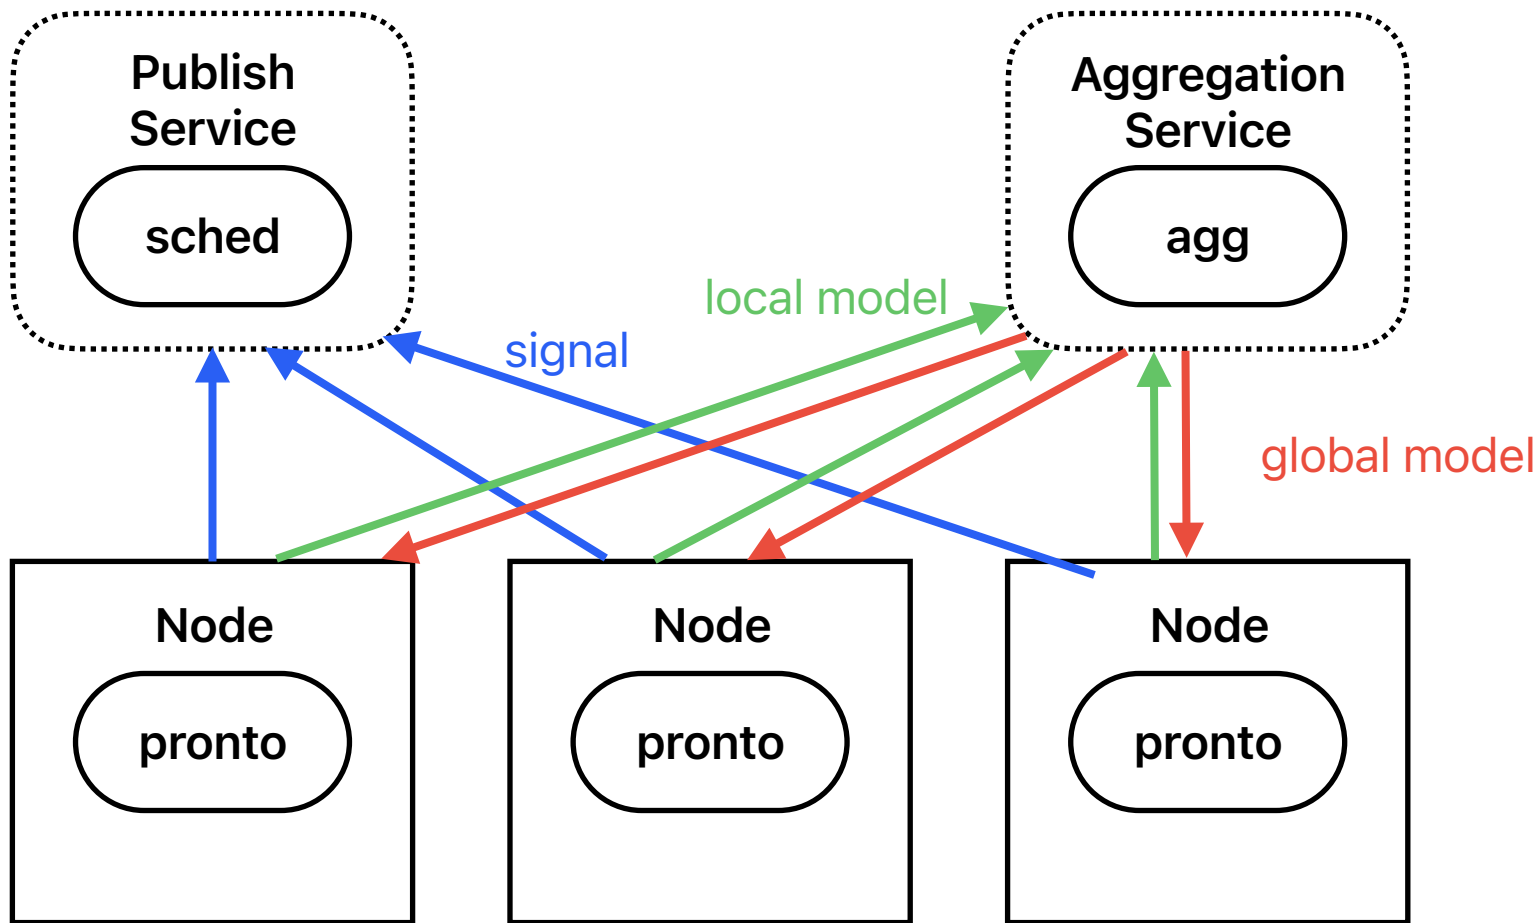 Publish
Service
sched
Aggregation
Service
agg
local model
signal
global model
Node
pronto
Node
pronto
Node
pronto